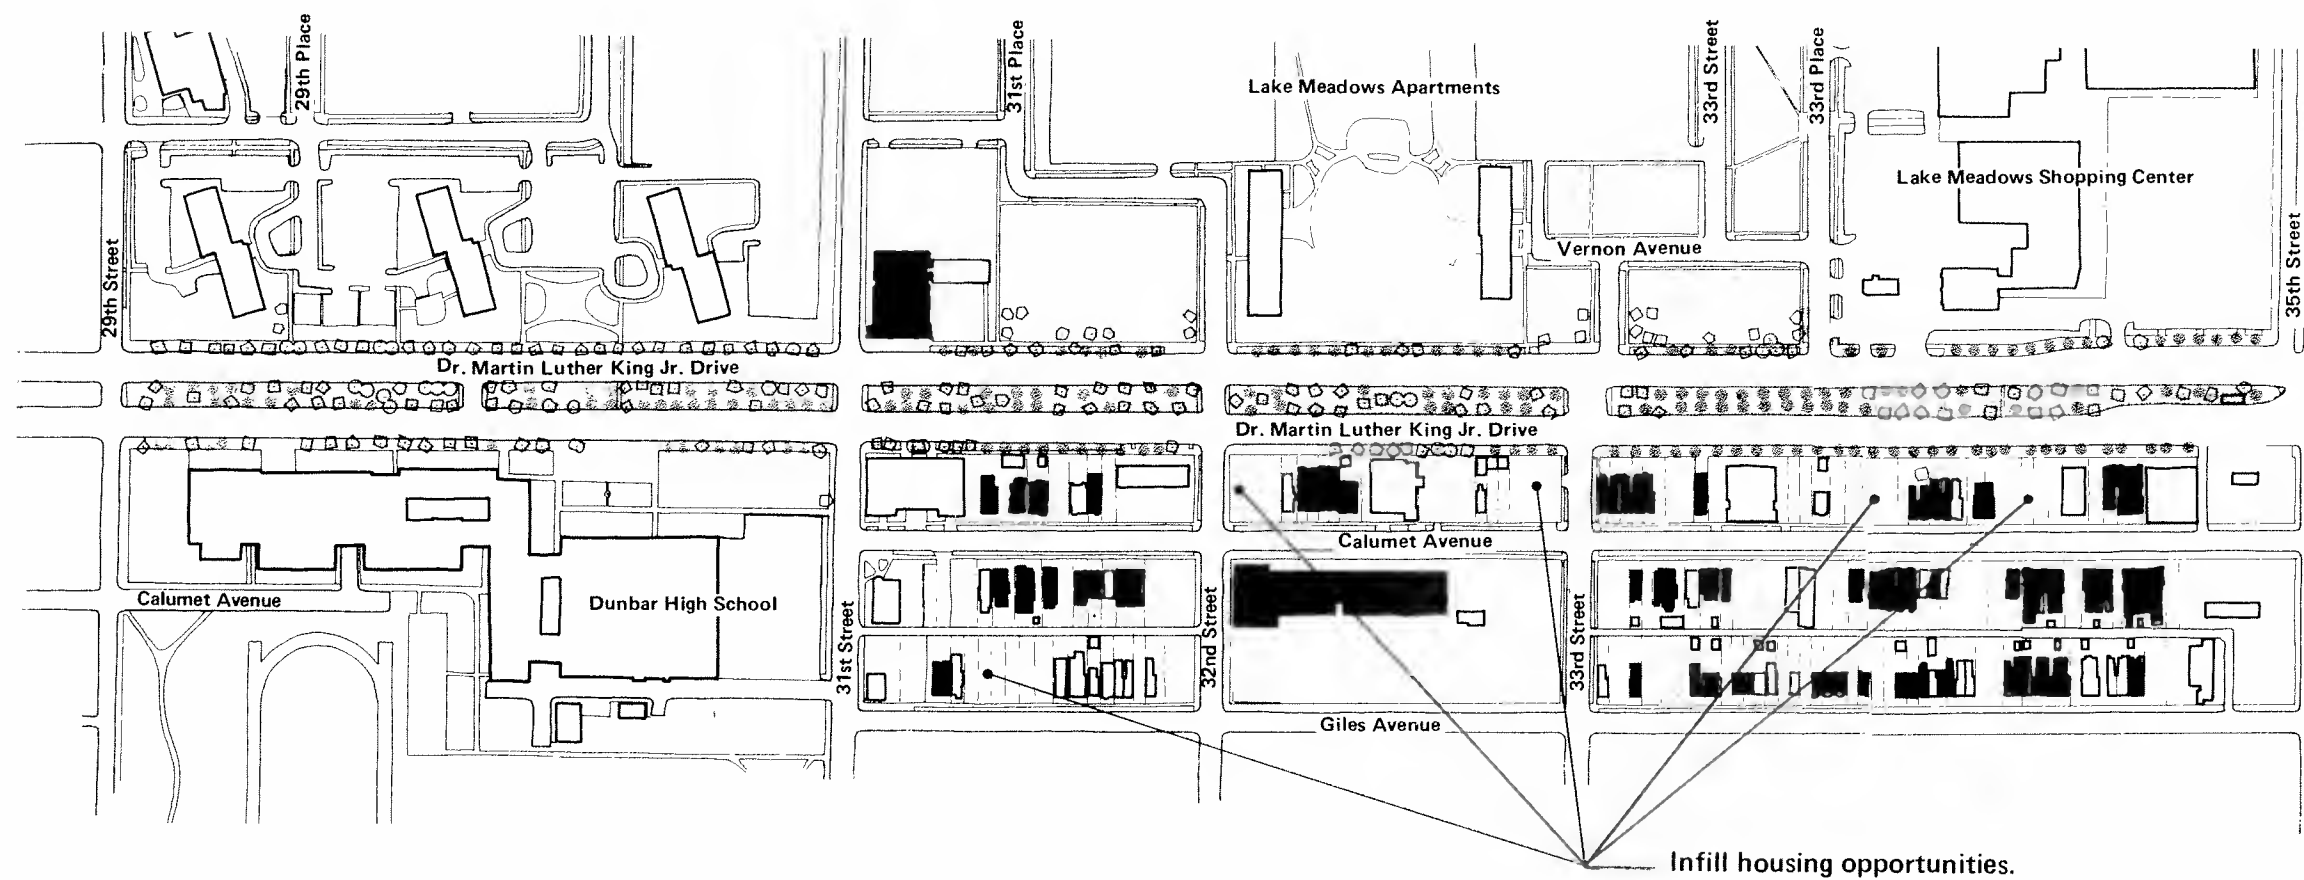 29th Place
31st Place
33rd Street
33rd Place
Lake Meadows Apartments
Lake Meadows Shopping Center
Vernon Avenue
29th Street
35th Street
Dr. Martin Luther King Jr. Drive
Dr. Martin Luther King Jr. Drive
Calumet Avenue
Calumet Avenue
Dunbar High School
31st Street
32nd Street
33rd Street
Giles Avenue
Infill housing opportunities.